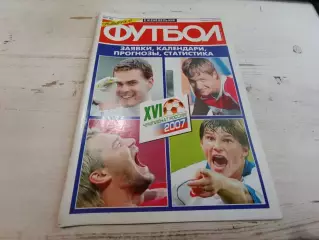 ФУТБОЛ
ЗАЯВКИ, КАЛЕНДАРИ,
ПРОГНОЗЫ, СТАТИСТИКА
XVI
2007